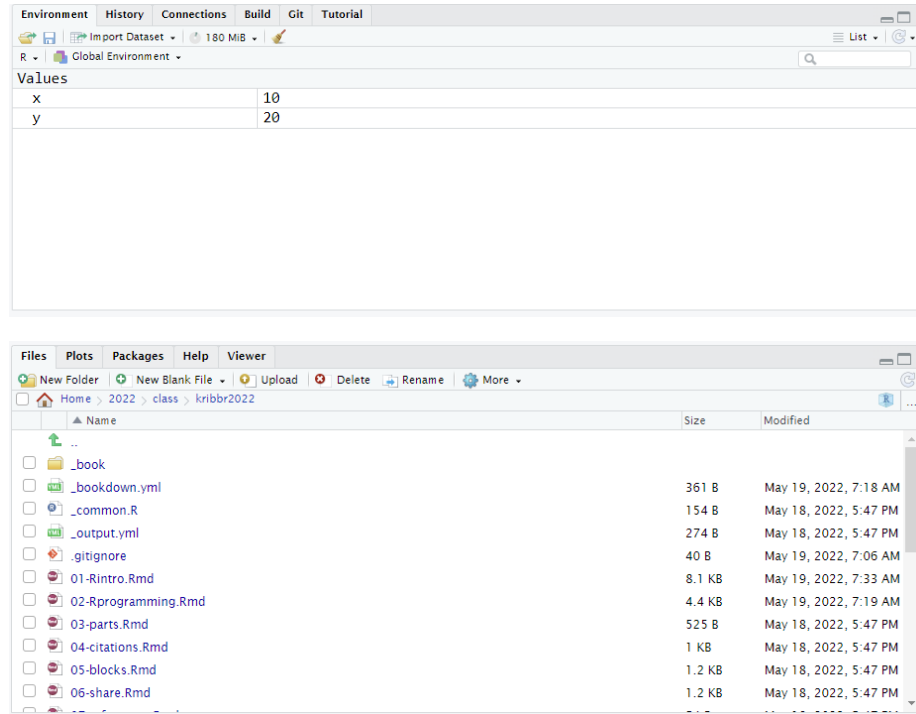 Environment History Connections Build Git Tutorial
Import Dataset 180 MiB List
R Global Environment
Values
x 10
y 20
Files Plots Packages Help Viewer
New Folder New Blank File Upload Delete Rename More
Home 2022 class kribbr2022 R ...
Name Size Modified
..
_book
_bookdown.yml 361 B May 19, 2022, 7:18 AM
_common.R 154 B May 18, 2022, 5:47 PM
_output.yml 274 B May 18, 2022, 5:47 PM
.gitignore 40 B May 19, 2022, 7:06 AM
01-Rintro.Rmd 8.1 KB May 19, 2022, 7:33 AM
02-Rprogramming.Rmd 4.4 KB May 19, 2022, 7:19 AM
03-parts.Rmd 525 B May 18, 2022, 5:47 PM
04-citations.Rmd 1 KB May 18, 2022, 5:47 PM
05-blocks.Rmd 1.2 KB May 18, 2022, 5:47 PM
06-share.Rmd 1.2 KB May 18, 2022, 5:47 PM